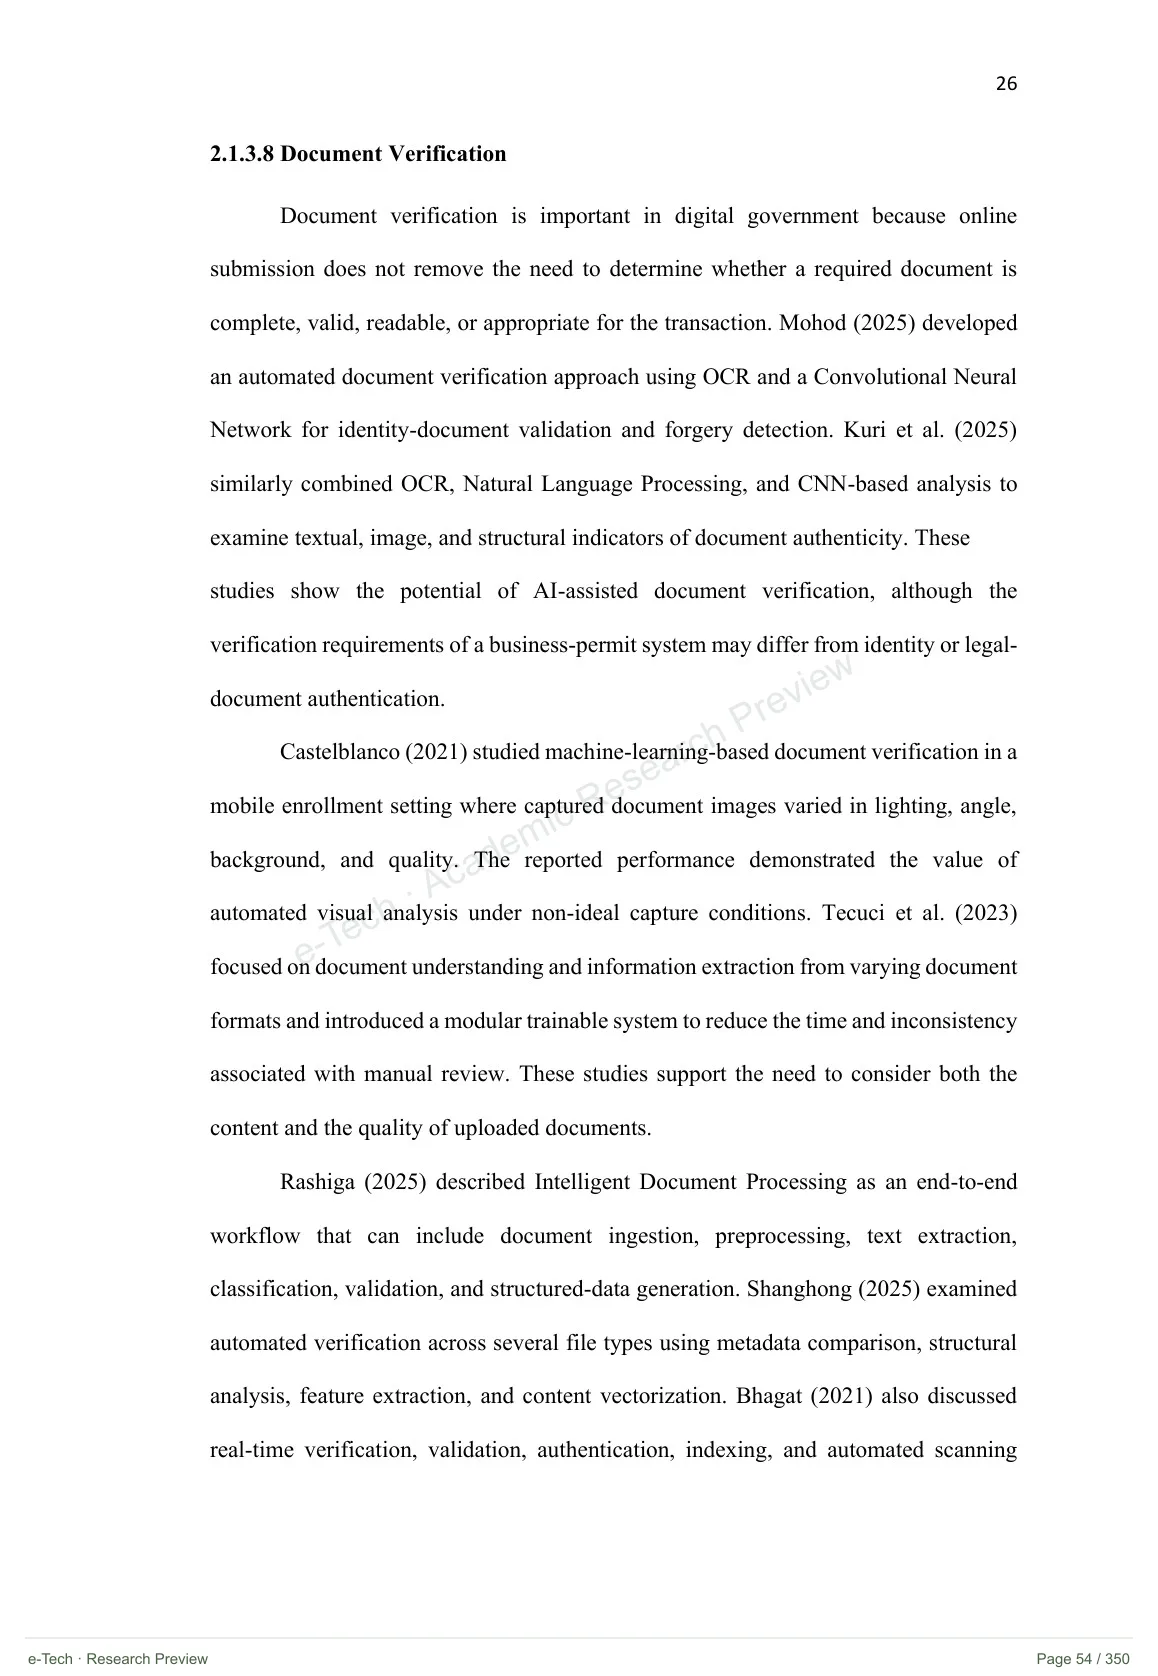 26
2.1.3.8 Document Verification
Document verification is important in digital government because online
submission does not remove the need to determine whether a required document is
complete, valid, readable, or appropriate for the transaction. Mohod (2025) developed
an automated document verification approach using OCR and a Convolutional Neural
Network for identity-document validation and forgery detection. Kuri et al. (2025)
similarly combined OCR, Natural Language Processing, and CNN-based analysis to
examine textual, image, and structural indicators of document authenticity. These
studies show the potential of AI-assisted document verification, although the
verification requirements of a business-permit system may differ from identity or legal-
document authentication.
Castelblanco (2021) studied machine-learning-based document verification in a
mobile enrollment setting where captured document images varied in lighting, angle,
background, and quality. The reported performance demonstrated the value of
automated visual analysis under non-ideal capture conditions. Tecuci et al. (2023)
focused on document understanding and information extraction from varying document
formats and introduced a modular trainable system to reduce the time and inconsistency
associated with manual review. These studies support the need to consider both the
content and the quality of uploaded documents.
Rashiga (2025) described Intelligent Document Processing as an end-to-end
workflow that can include document ingestion, preprocessing, text extraction,
classification, validation, and structured-data generation. Shanghong (2025) examined
automated verification across several file types using metadata comparison, structural
analysis, feature extraction, and content vectorization. Bhagat (2021) also discussed
real-time verification, validation, authentication, indexing, and automated scanning
e-Tech · Academic Research Preview
e-Tech · Research Preview
Page 54 / 350